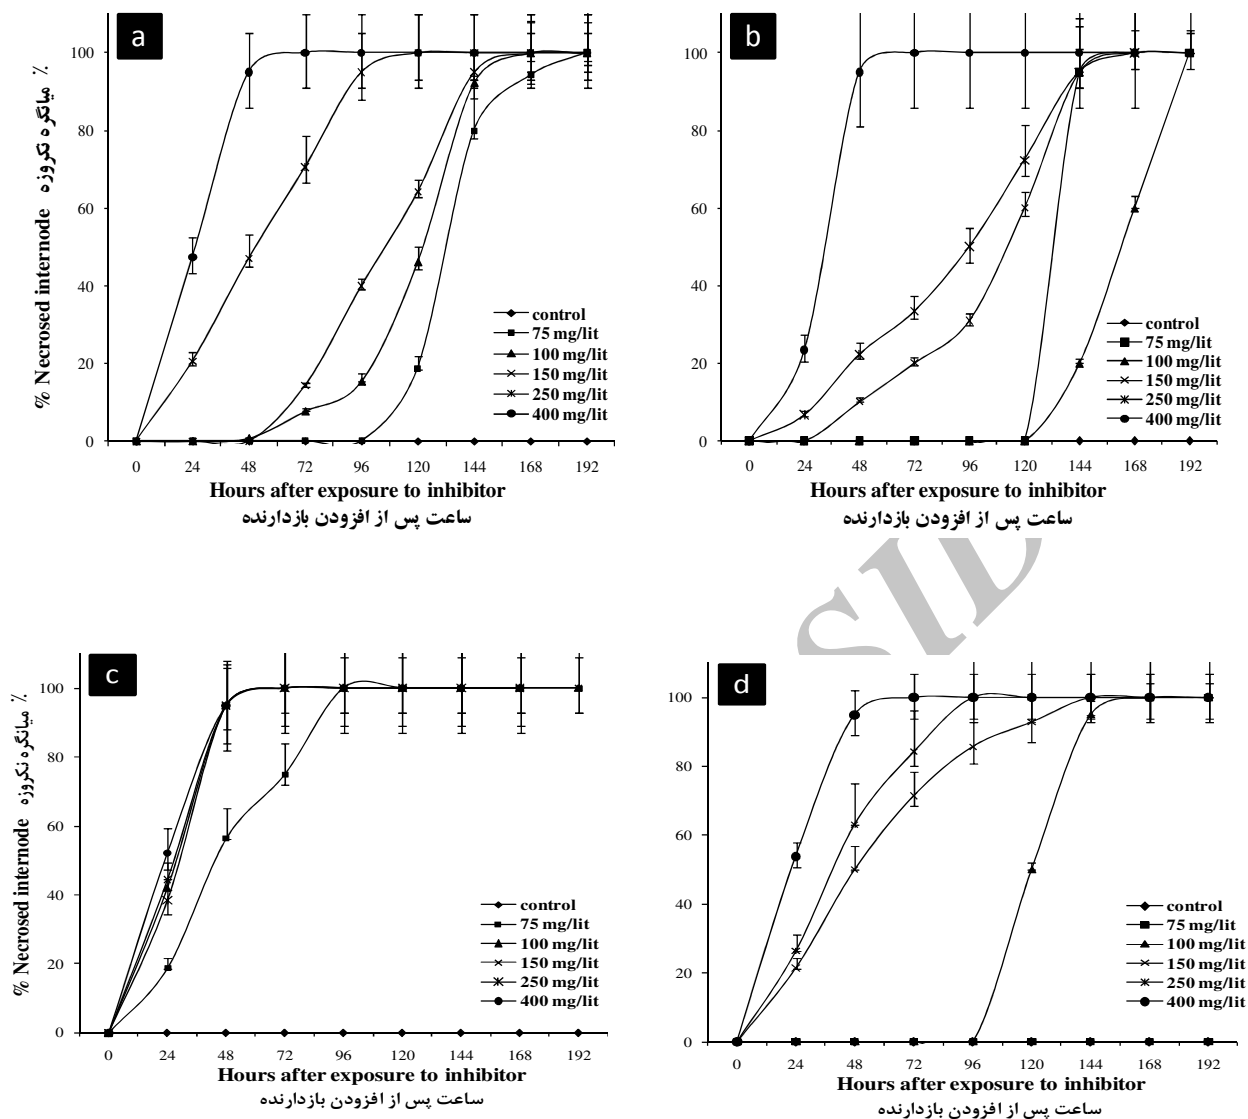 a
% Necrosed internode میانگره نکروزه ٪
100
80
60
40
20
0
control
75 mg/lit
100 mg/lit
150 mg/lit
250 mg/lit
400 mg/lit
0 24 48 72 96 120 144 168 192
Hours after exposure to inhibitor
ساعت پس از افزودن بازدارنده
b
100
80
60
40
20
0
control
75 mg/lit
100 mg/lit
150 mg/lit
250 mg/lit
400 mg/lit
0 24 48 72 96 120 144 168 192
Hours after exposure to inhibitor
ساعت پس از افزودن بازدارنده
SID
c
% Necrosed internode میانگره نکروزه ٪
100
80
60
40
20
0
control
75 mg/lit
100 mg/lit
150 mg/lit
250 mg/lit
400 mg/lit
0 24 48 72 96 120 144 168 192
Hours after exposure to inhibitor
ساعت پس از افزودن بازدارنده
d
100
80
60
40
20
0
control
75 mg/lit
100 mg/lit
150 mg/lit
250 mg/lit
400 mg/lit
0 24 48 72 96 120 144 168 192
Hours after exposure to inhibitor
ساعت پس از افزودن بازدارنده